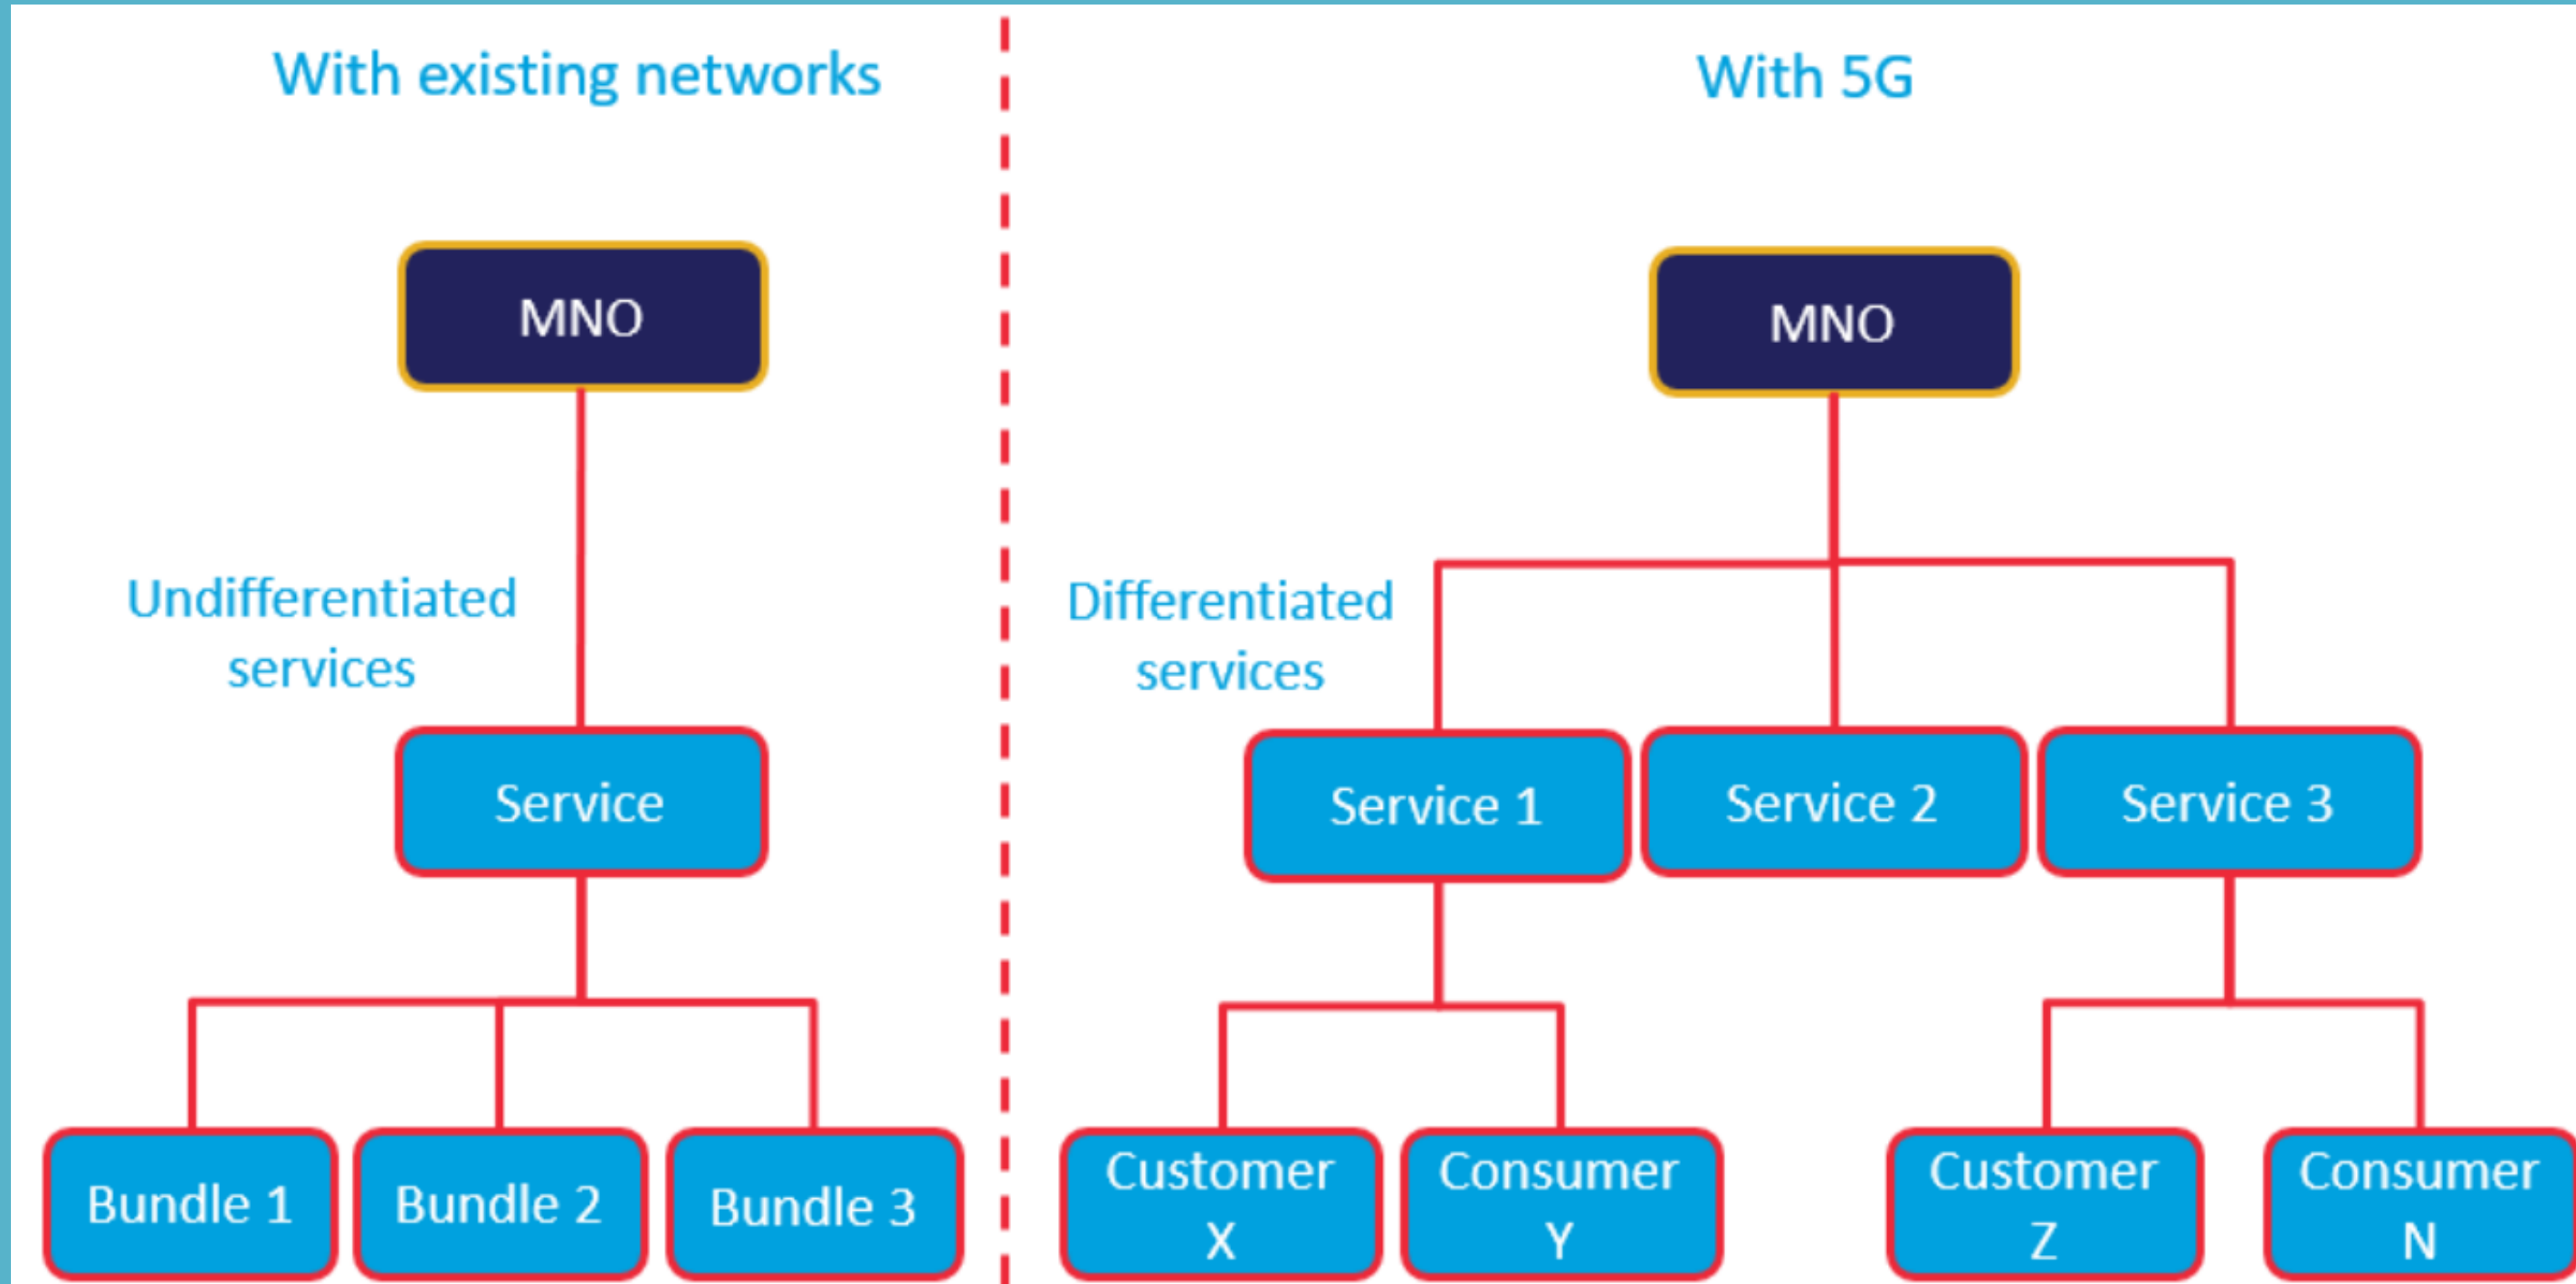 With existing networks
With 5G
MNO
MNO
Undifferentiated
services
Differentiated
services
Service
Service 1
Service 2
Service 3
Bundle 1
Bundle 2
Bundle 3
Customer
X
Consumer
Y
Customer
Z
Consumer
N